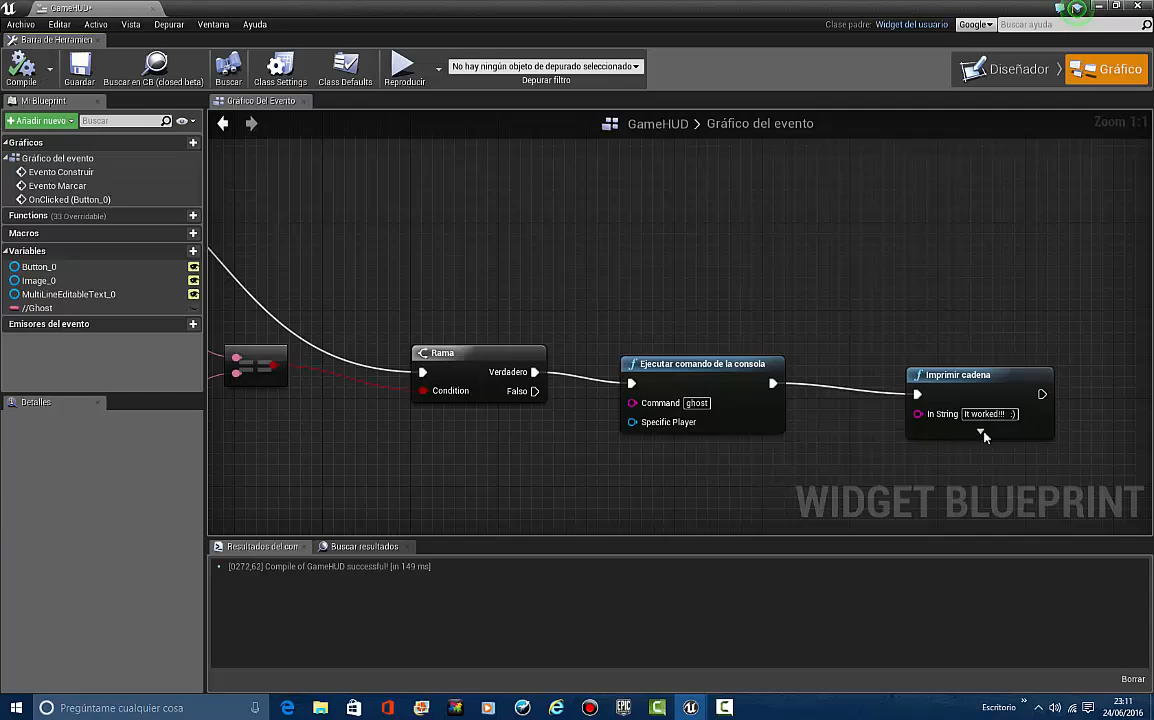 GameHUD*
Archivo Editar Activo Ver Depurar Ventana Ayuda
Clase padre: Widget del usuario Google Buscar ayuda
Barra de Herramien
Compile Guardar Buscar en CB (closed beta) Buscar Class Settings Class Defaults Reproducir
No hay ningún objeto de depurado seleccionado
Depurar filtro
Diseñador Gráfico
Mi Blueprint
Gráfico Del Evento
+Añadir nuevo Buscar
GameHUD > Gráfico del evento
Zoom 1:1
Gráficos
Gráfico del evento
Evento Construir
Evento Marcar
OnClicked (Button_0)
Functions (33 Overridable)
Macros
Variables
Button_0
Image_0
MultiLineEditableText_0
//Ghost
Emisores del evento
Detalles
Rama
Verdadero
Condition Falso
Ejecutar comando de la consola
Command ghost
Specific Player
Imprimir cadena
In String It worked!!! :)
WIDGET BLUEPRINT
Resultados del com Buscar resultados
[0272,62] Compile of GameHUD successful! [in 149 ms]
Borrar
Pregúntame cualquier cosa
EPIC
Escritorio
23:11
24/06/2016